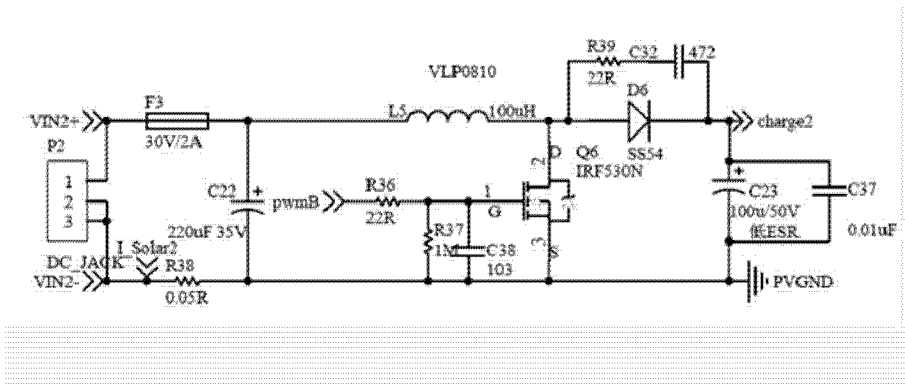 R39
C32
472
22R
VLP0810
D6
F3
L5
100uH
VIN2+
charge2
30V/2A
P2
SS54
D
Q6
2
IRF530N
1
2
3
C22
+
pwmB
R36
22R
1
G
+
C23
C37
100u/50V
低ESR
0.01uF
220uF 35V
R37
1M
C38
103
3
S
I_Solar2
DC_JACK
R38
VIN2-
0.05R
PVGND